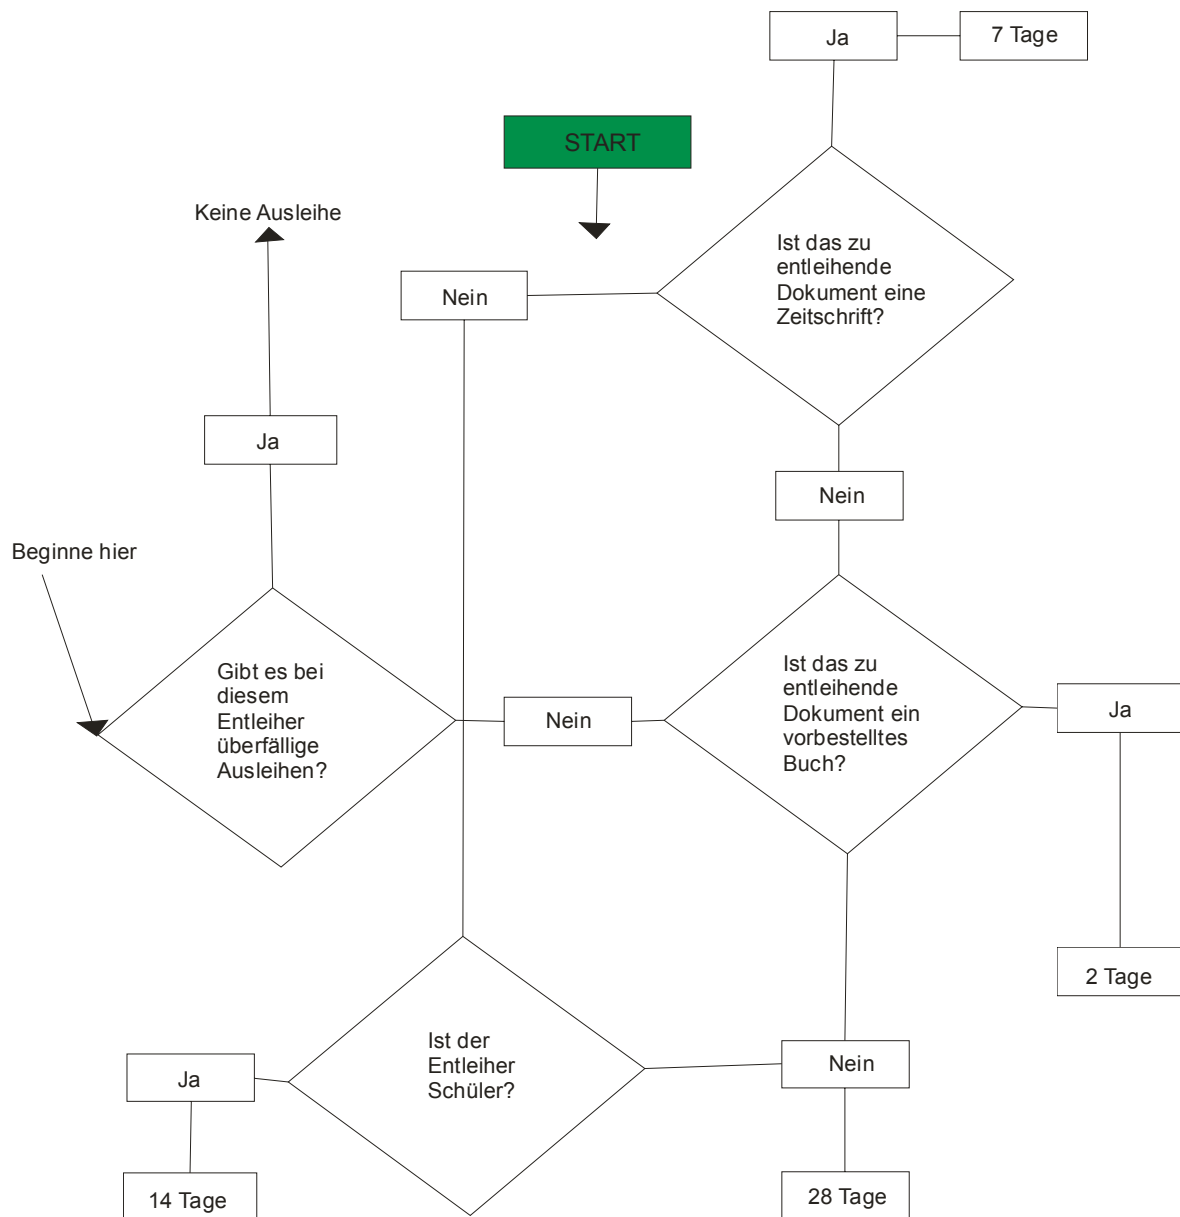 Ja
7 Tage
START
Keine Ausleihe
Ist das zu
entleihende
Dokument eine
Zeitschrift?
Nein
Ja
Nein
Beginne hier
Gibt es bei
diesem
Entleiher
überfällige
Ausleihen?
Nein
Ist das zu
entleihende
Dokument ein
vorbestelltes
Buch?
Ja
2 Tage
Ist der
Entleiher
Schüler?
Ja
Nein
14 Tage
28 Tage